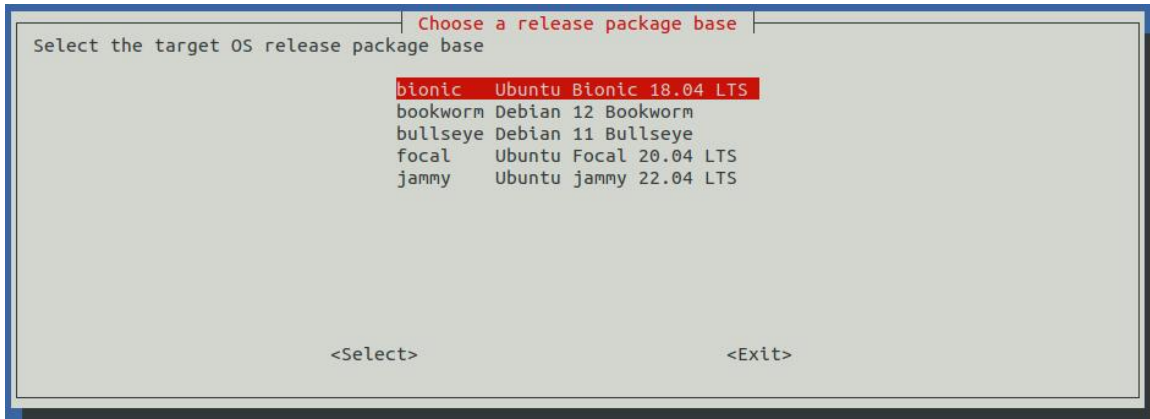 Choose a release package base
Select the target OS release package base
bionic Ubuntu Bionic 18.04 LTS
bookworm Debian 12 Bookworm
bullseye Debian 11 Bullseye
focal Ubuntu Focal 20.04 LTS
jammy Ubuntu jammy 22.04 LTS
<Select> <Exit>